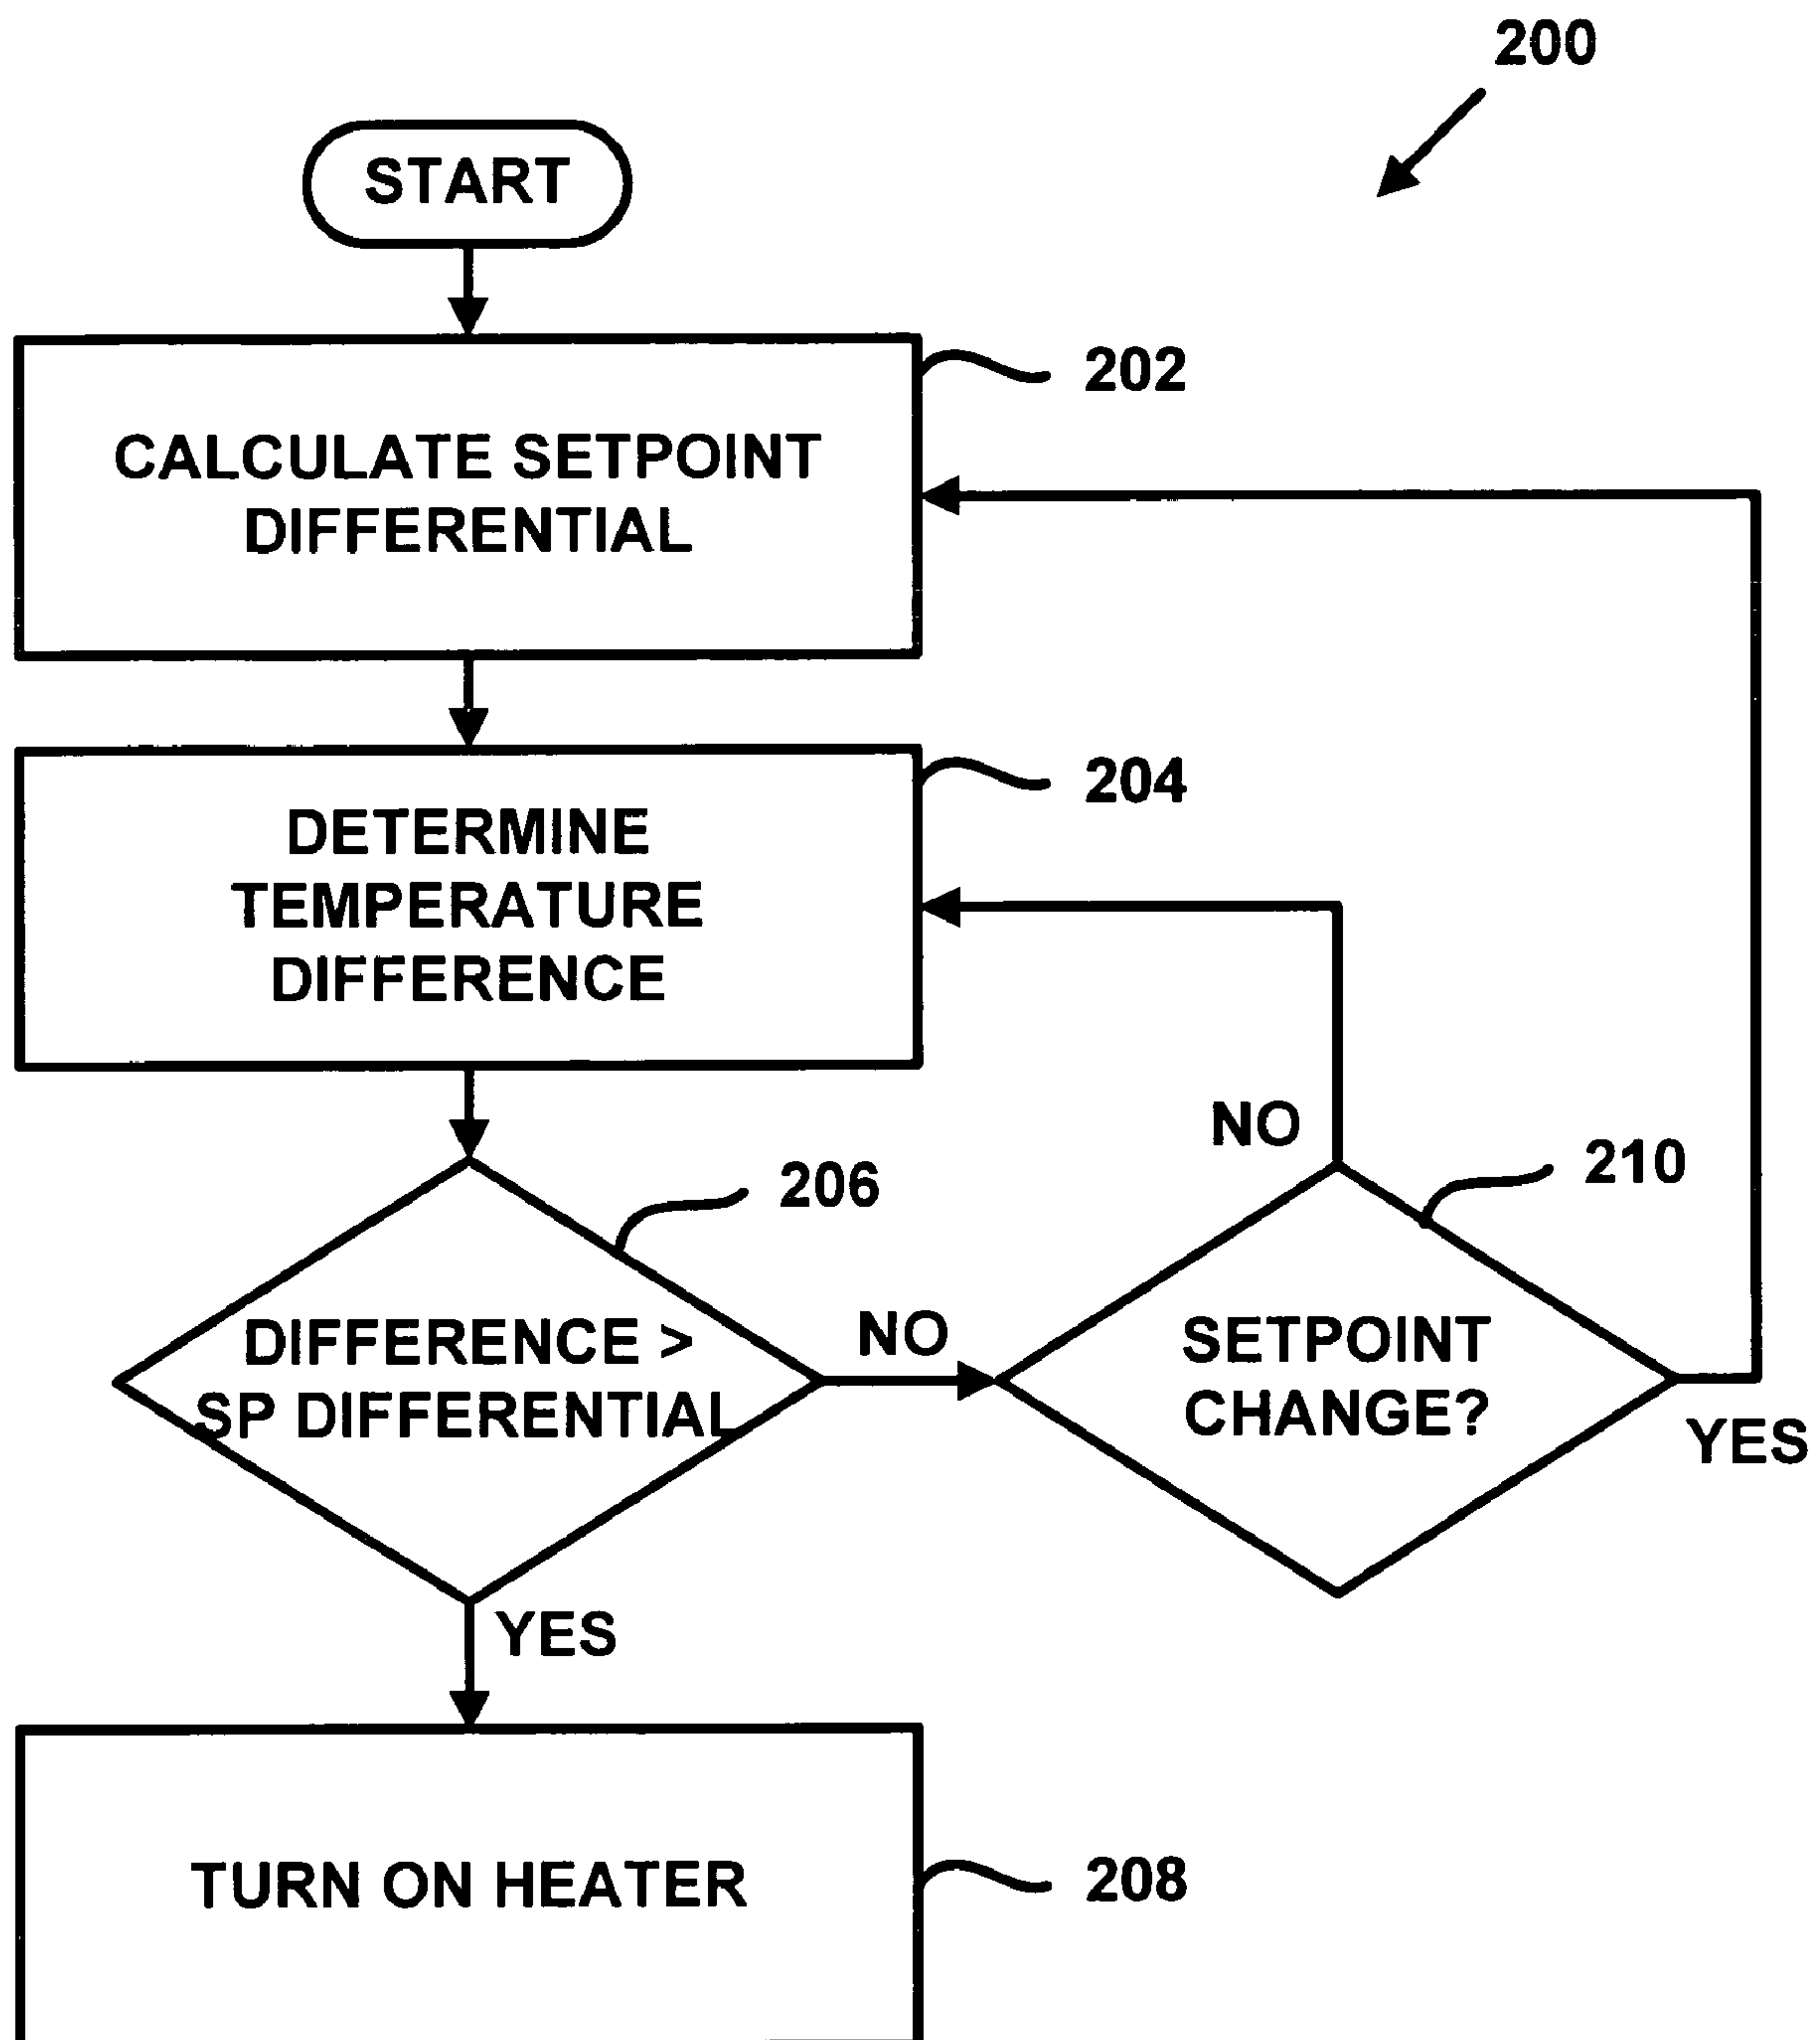 200
START
202
CALCULATE SETPOINT
DIFFERENTIAL
204
DETERMINE
TEMPERATURE
DIFFERENCE
NO
210
206
DIFFERENCE >
SP DIFFERENTIAL
NO
SETPOINT
CHANGE?
YES
YES
TURN ON HEATER
208